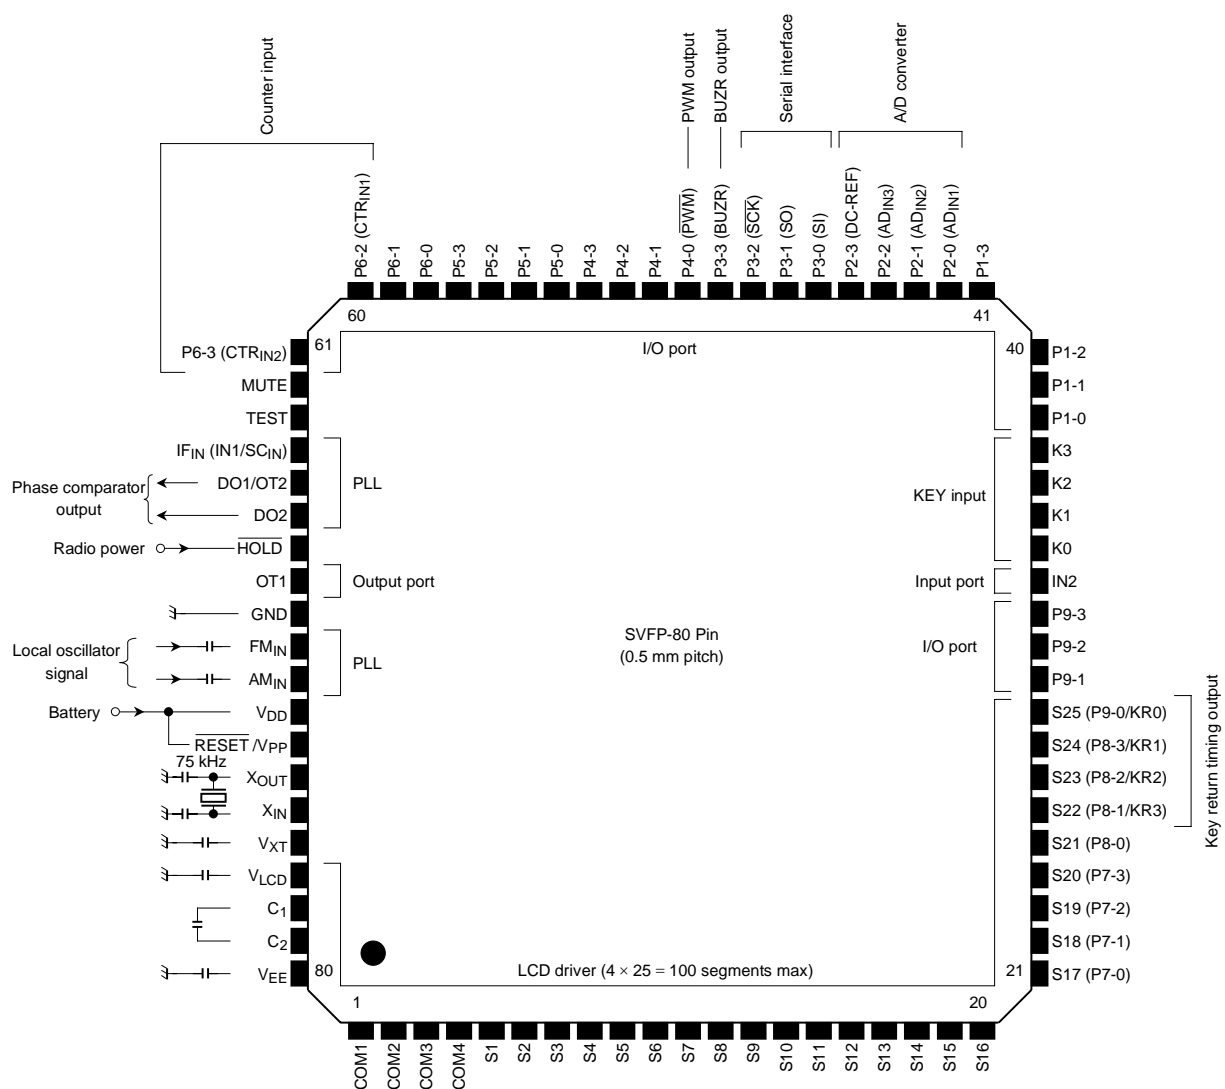 Counter input
PWM output
BUZR output
Serial interface
A/D converter
P6-2 (CTRIN1)
P6-1
P6-0
P5-3
P5-2
P5-1
P5-0
P4-3
P4-2
P4-1
P4-0 (PWM)
P3-3 (BUZR)
P3-2 (SCK)
P3-1 (SO)
P3-0 (SI)
P2-3 (DC-REF)
P2-2 (ADIN3)
P2-1 (ADIN2)
P2-0 (ADIN1)
P1-3
60
41
61
40
I/O port
P6-3 (CTRIN2)
MUTE
TEST
IFIN (IN1/SCIN)
DO1/OT2
DO2
HOLD
OT1
GND
FMIN
AMIN
VDD
RESET/VPP
XOUT
XIN
VXT
VLCD
C1
C2
VEE
Phase comparator
output
Radio power
Local oscillator
signal
Battery
75 kHz
PLL
Output port
PLL
KEY input
Input port
I/O port
SVFP-80 Pin
(0.5 mm pitch)
P1-2
P1-1
P1-0
K3
K2
K1
K0
IN2
P9-3
P9-2
P9-1
S25 (P9-0/KR0)
S24 (P8-3/KR1)
S23 (P8-2/KR2)
S22 (P8-1/KR3)
S21 (P8-0)
S20 (P7-3)
S19 (P7-2)
S18 (P7-1)
S17 (P7-0)
Key return timing output
80
LCD driver (4 × 25 = 100 segments max)
21
1
20
COM1
COM2
COM3
COM4
S1
S2
S3
S4
S5
S6
S7
S8
S9
S10
S11
S12
S13
S14
S15
S16